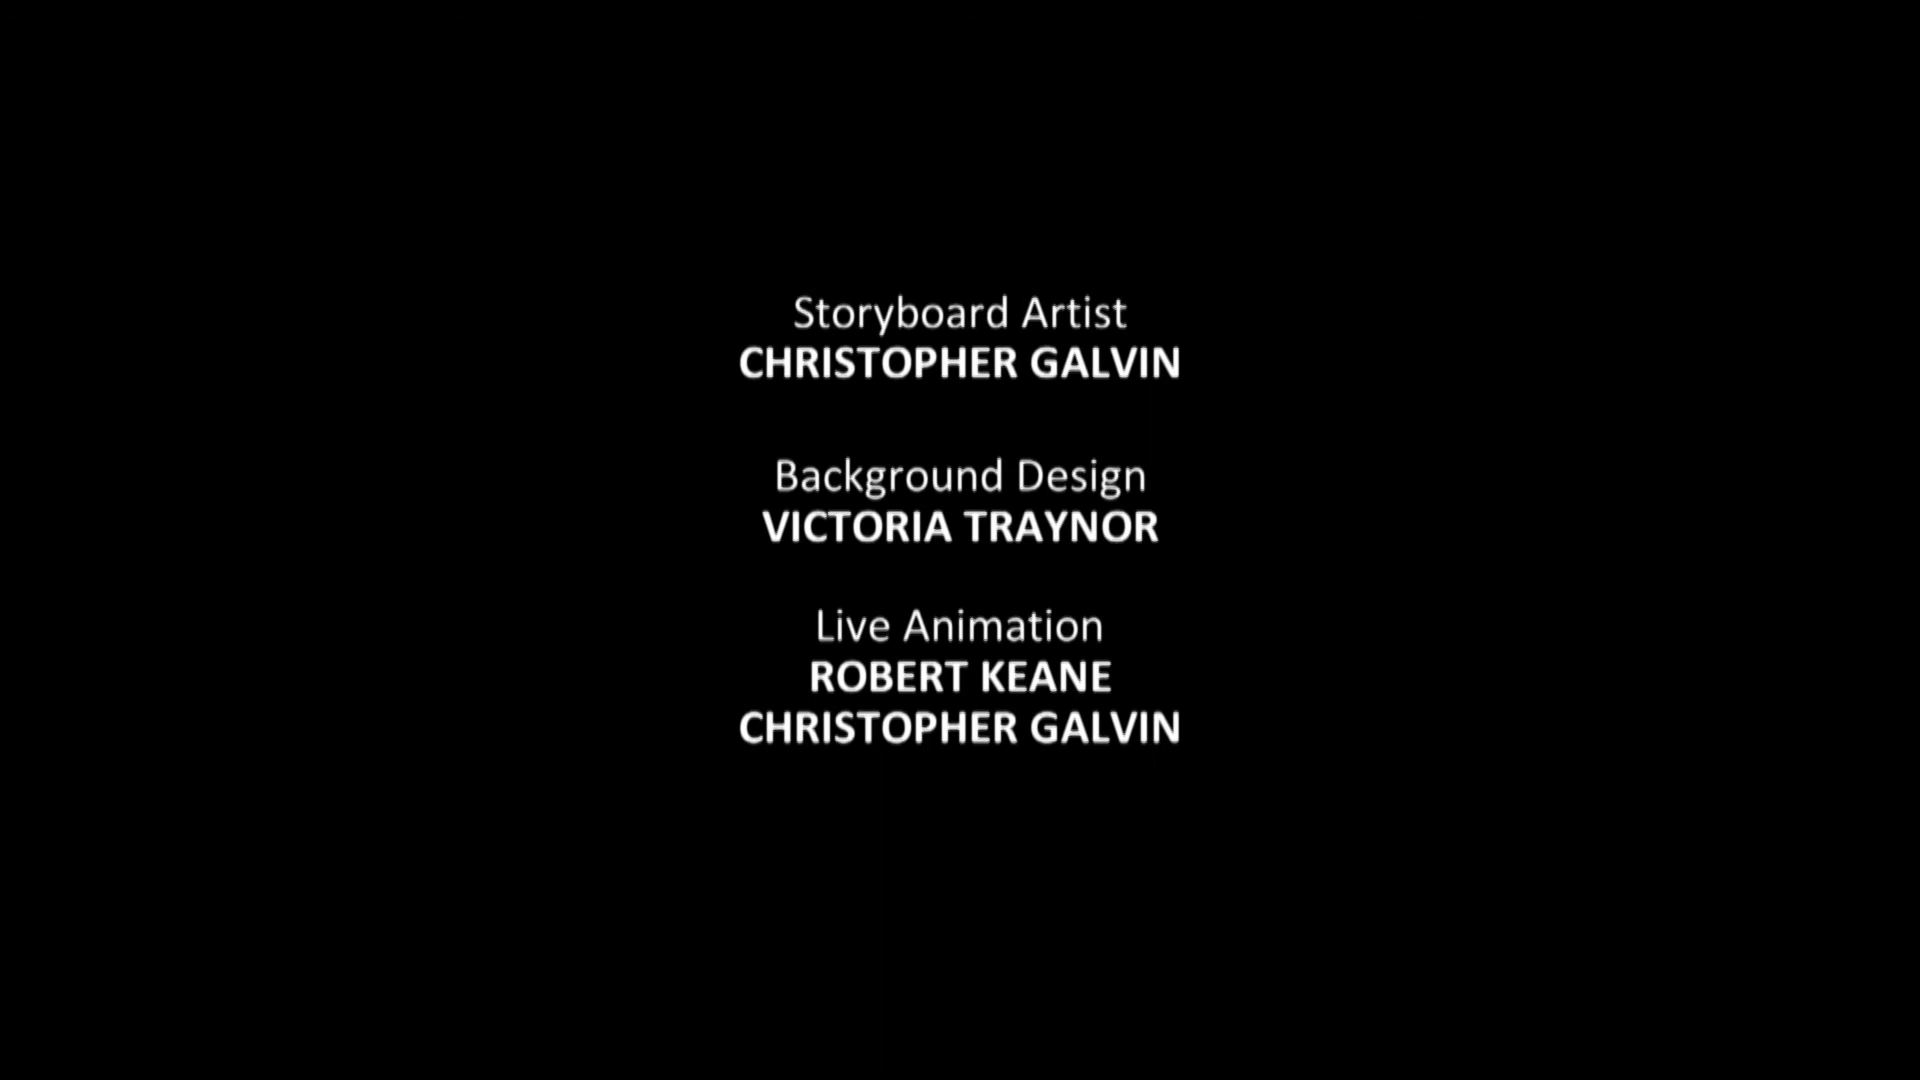 Storyboard Artist
CHRISTOPHER GALVIN
Background Design
VICTORIA TRAYNOR
Live Animation
ROBERT KEANE
CHRISTOPHER GALVIN